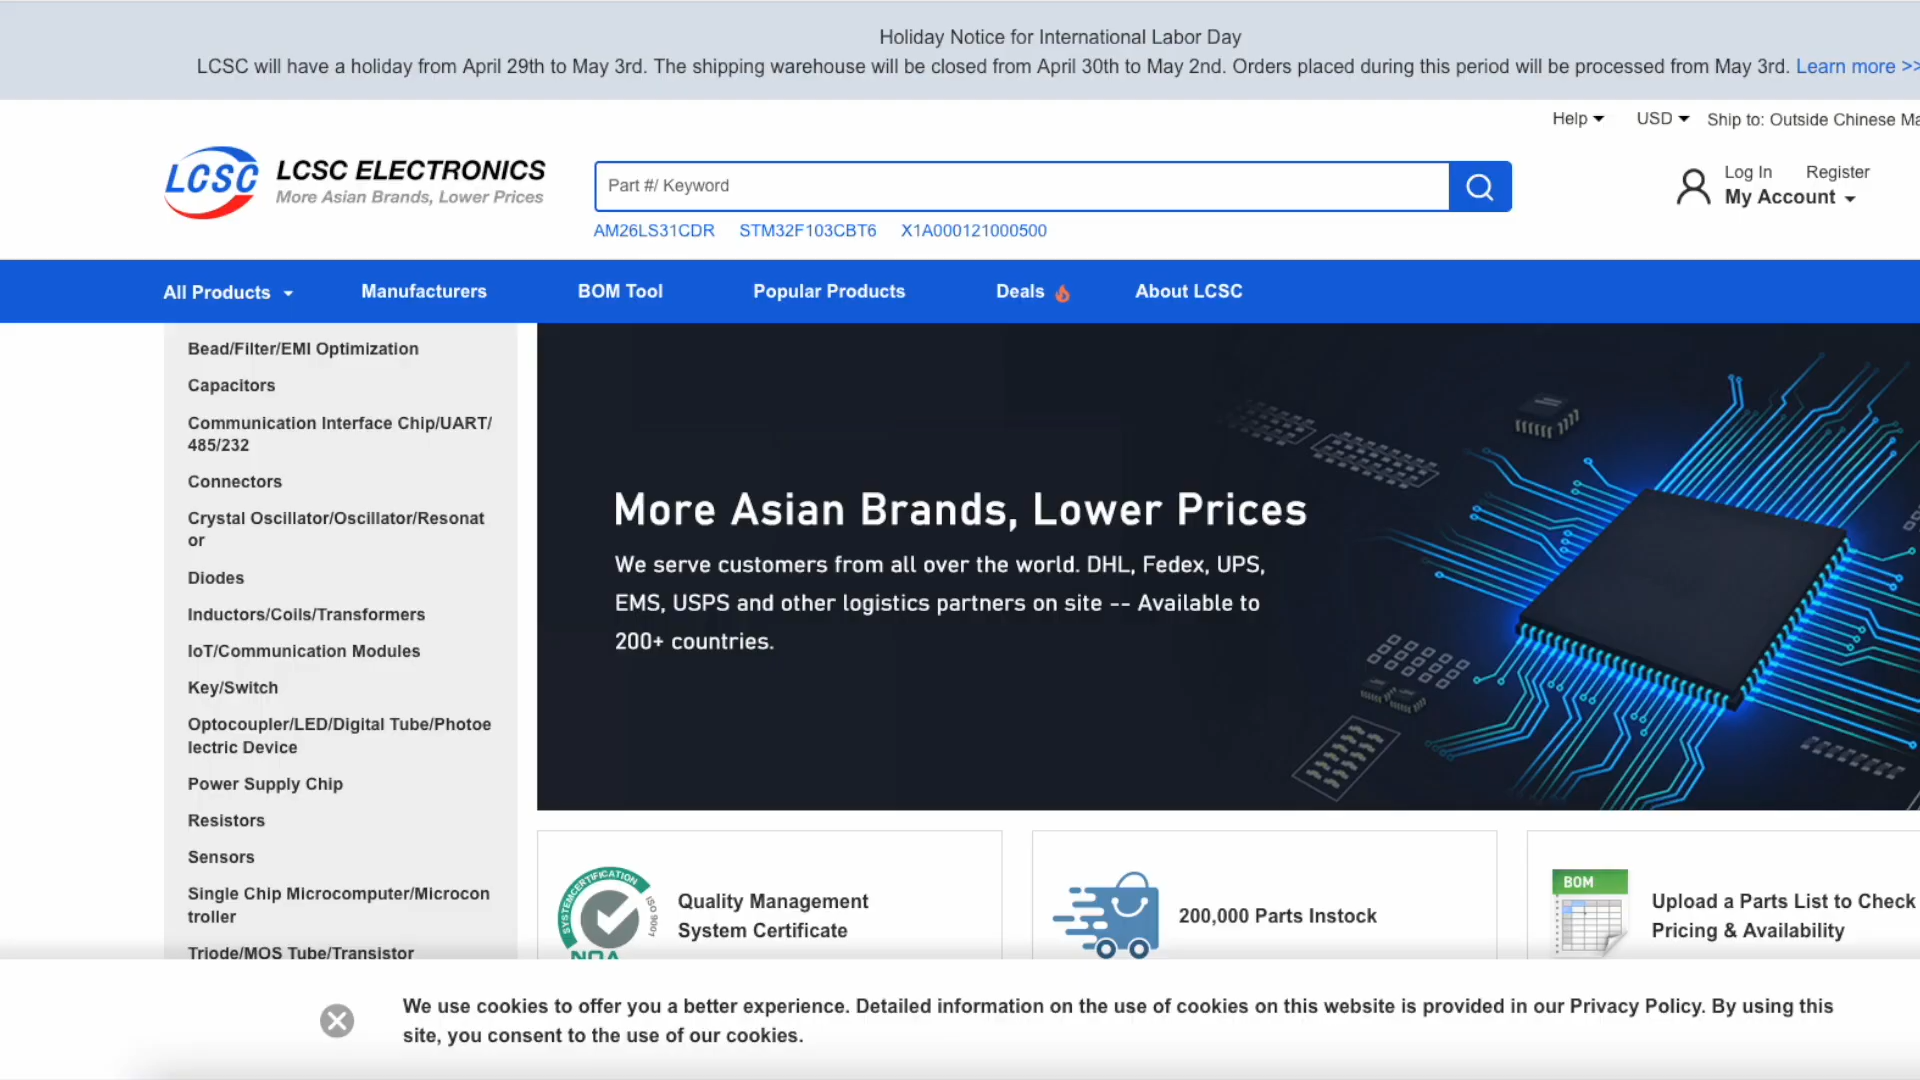 Holiday Notice for International Labor Day
LCSC will have a holiday from April 29th to May 3rd. The shipping warehouse will be closed from April 30th to May 2nd. Orders placed during this period will be processed from May 3rd. Learn more >>
Help
USD
Ship to: Outside Chinese Ma
LCSC
LCSC ELECTRONICS
More Asian Brands, Lower Prices
Part #/ Keyword
Log In
Register
My Account
AM26LS31CDR
STM32F103CBT6
X1A000121000500
All Products
Manufacturers
BOM Tool
Popular Products
Deals
About LCSC
Bead/Filter/EMI Optimization
Capacitors
Communication Interface Chip/UART/
485/232
Connectors
Crystal Oscillator/Oscillator/Resonat
or
Diodes
Inductors/Coils/Transformers
IoT/Communication Modules
Key/Switch
Optocoupler/LED/Digital Tube/Photoe
lectric Device
Power Supply Chip
Resistors
Sensors
Single Chip Microcomputer/Microcon
troller
Triode/MOS Tube/Transistor
More Asian Brands, Lower Prices
We serve customers from all over the world. DHL, Fedex, UPS,
EMS, USPS and other logistics partners on site -- Available to
200+ countries.
SYSTEMCERTIFICATION
ISO 9001
NQA
Quality Management
System Certificate
200,000 Parts Instock
BOM
Upload a Parts List to Check
Pricing & Availability
We use cookies to offer you a better experience. Detailed information on the use of cookies on this website is provided in our Privacy Policy. By using this
site, you consent to the use of our cookies.